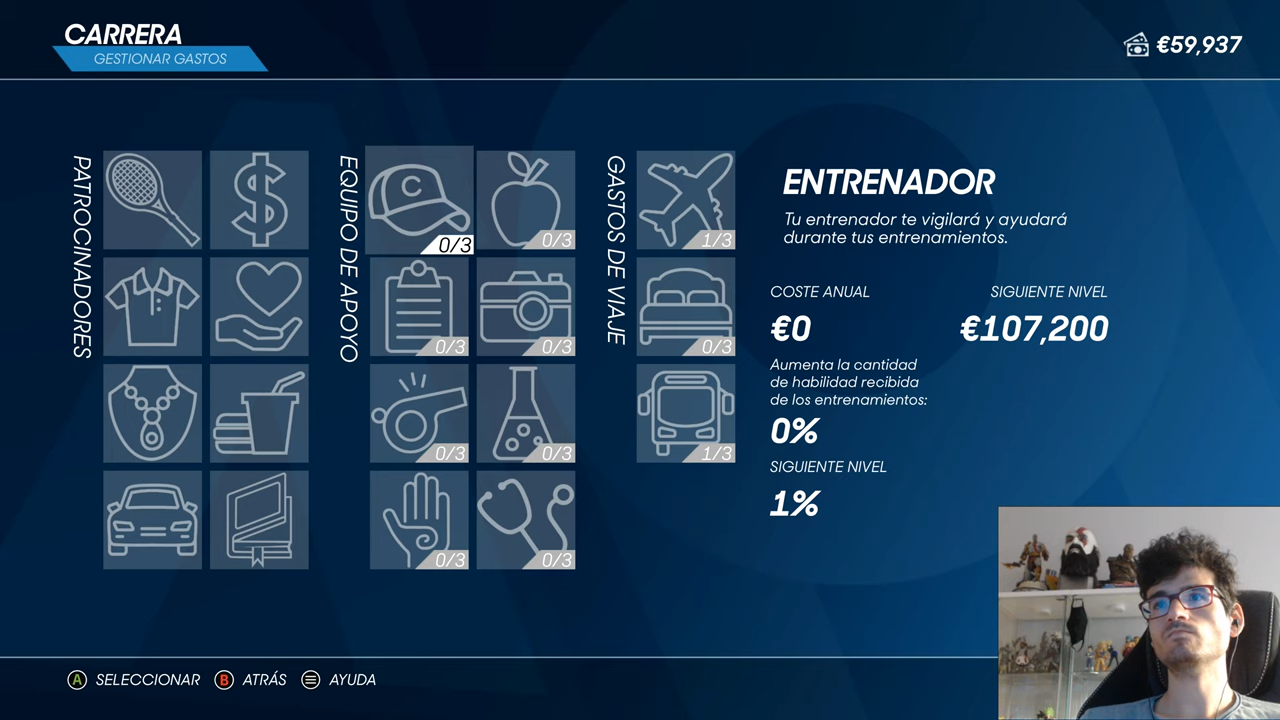 CARRERA
GESTIONAR GASTOS
€59,937
PATROCINADORES
EQUIPO DE APOYO
C
0/3
0/3
0/3
0/3
0/3
0/3
0/3
0/3
GASTOS DE VIAJE
1/3
0/3
1/3
ENTRENADOR
Tu entrenador te vigilará y ayudará
durante tus entrenamientos.
COSTE ANUAL
SIGUIENTE NIVEL
€0
€107,200
Aumenta la cantidad
de habilidad recibida
de los entrenamientos:
0%
SIGUIENTE NIVEL
1%
A SELECCIONAR
B ATRÁS
AYUDA